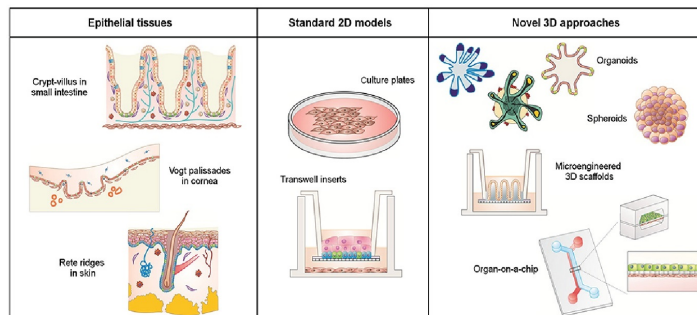 Epithelial tissues
Crypt-villus in
small intestine
Vogt palissades
in cornea
Rete ridges
in skin
Standard 2D models
Culture plates
Transwell inserts
Novel 3D approaches
Organoids
Spheroids
Microengineered
3D scaffolds
Organ-on-a-chip